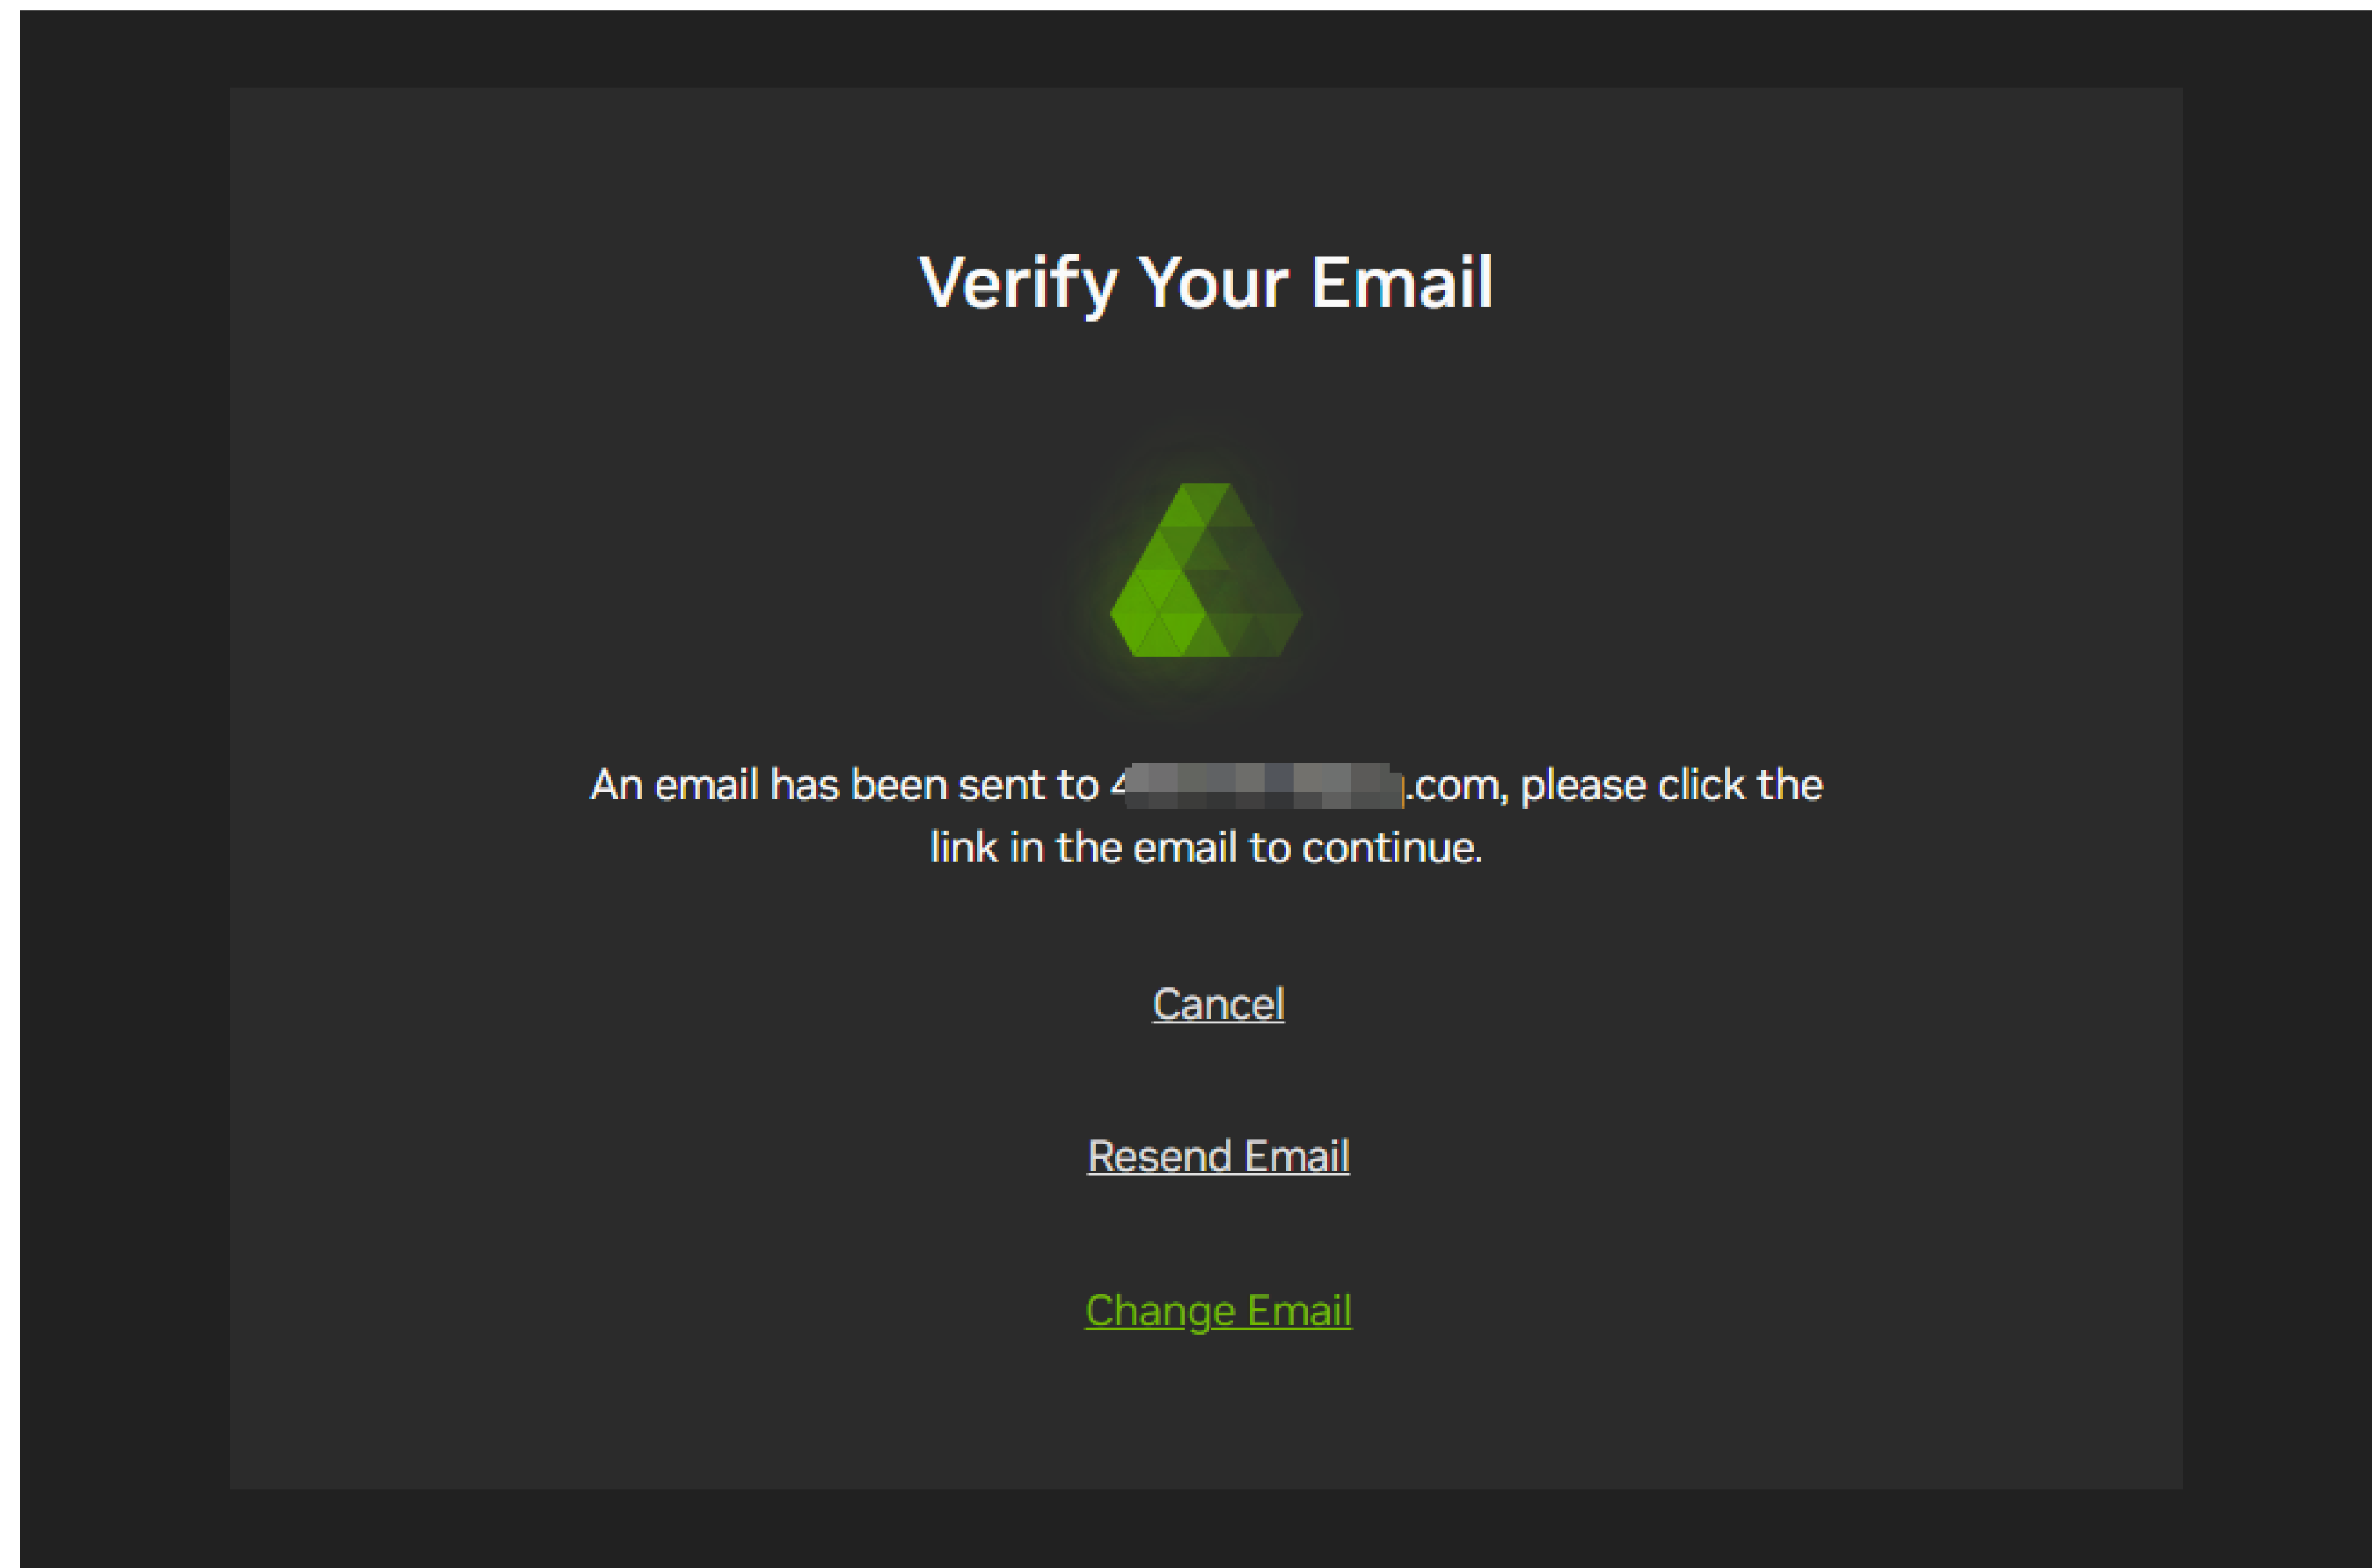 Verify Your Email
An email has been sent to 4 .com, please click the
link in the email to continue.
Cancel
Resend Email
Change Email